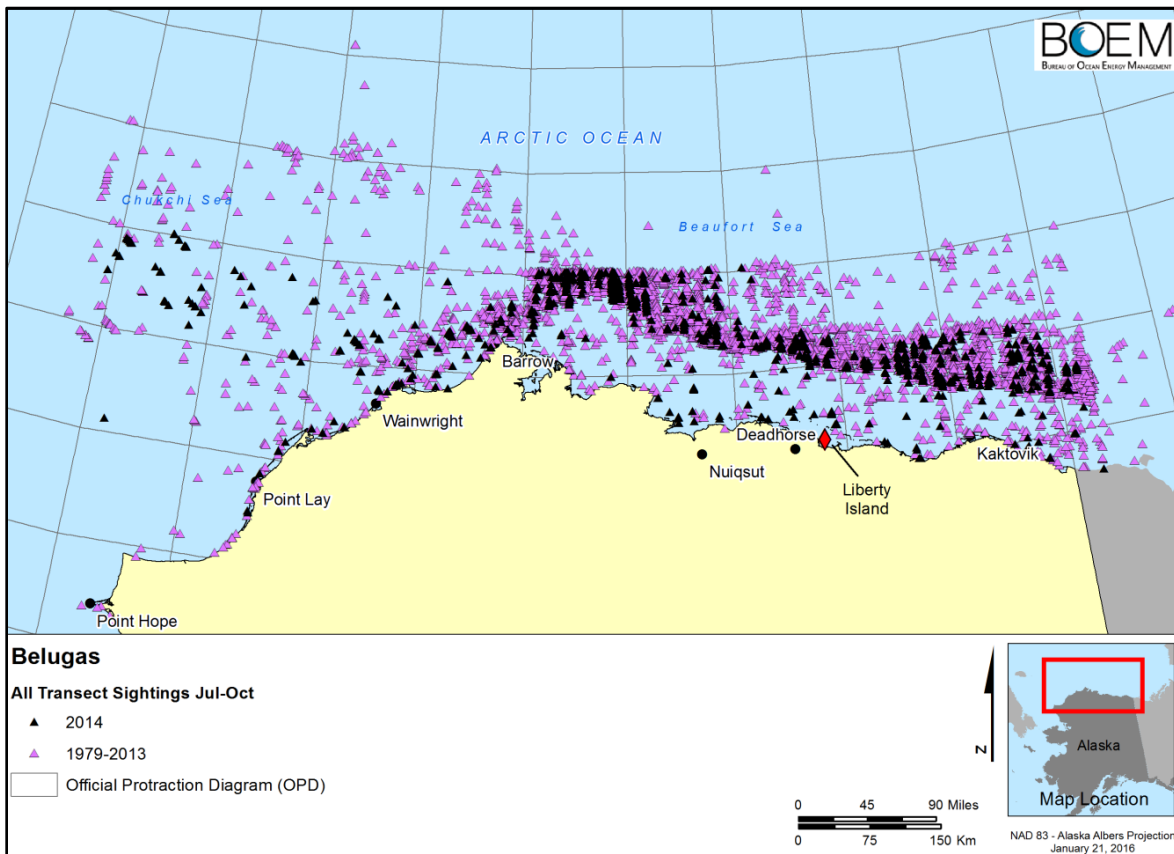 BOEM
BUREAU OF OCEAN ENERGY MANAGEMENT
ARCTIC OCEAN
Chukchi Sea
Beaufort Sea
Barrow
Wainwright
Deadhorse
Kaktovik
Nuiqsut
Liberty
Island
Point Lay
Point Hope
Belugas
All Transect Sightings Jul-Oct
2014
1979-2013
Official Protraction Diagram (OPD)
N
0 45 90 Miles
0 75 150 Km
Alaska
Map Location
NAD 83 - Alaska Albers Projection
January 21, 2016